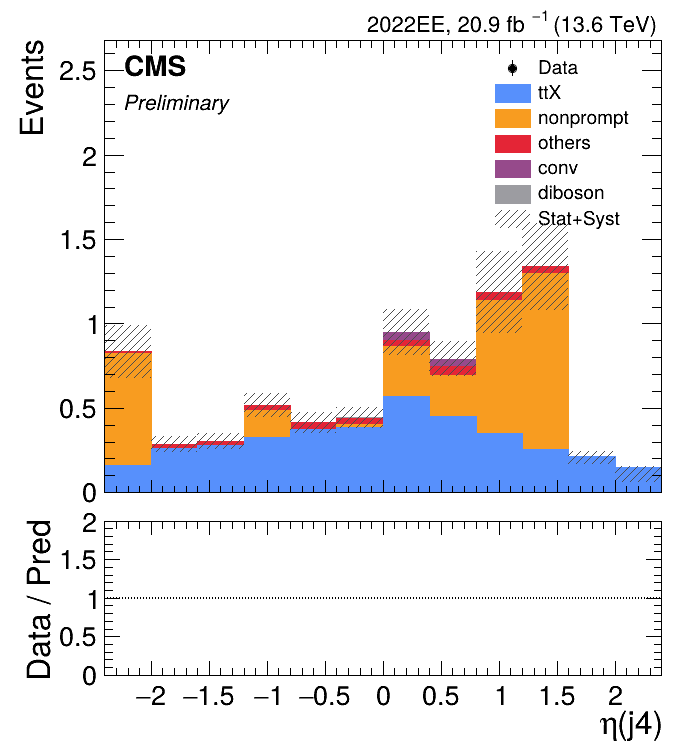 2022EE, 20.9 fb⁻¹ (13.6 TeV)
CMS
Preliminary
Events
2.5
2
1.5
1
0.5
0
Data
ttX
nonprompt
others
conv
diboson
Stat+Syst
Data / Pred
2
1.5
1
0.5
0
−2 −1.5 −1 −0.5 0 0.5 1 1.5 2
η(j4)